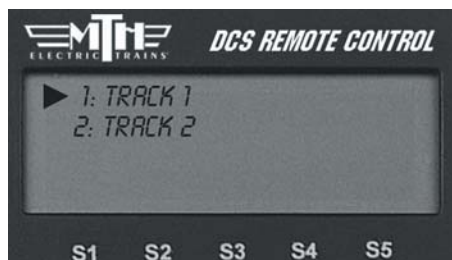 MTH
ELECTRIC TRAINS
DCS REMOTE CONTROL
1: TRACK 1
2: TRACK 2
S1 S2 S3 S4 S5